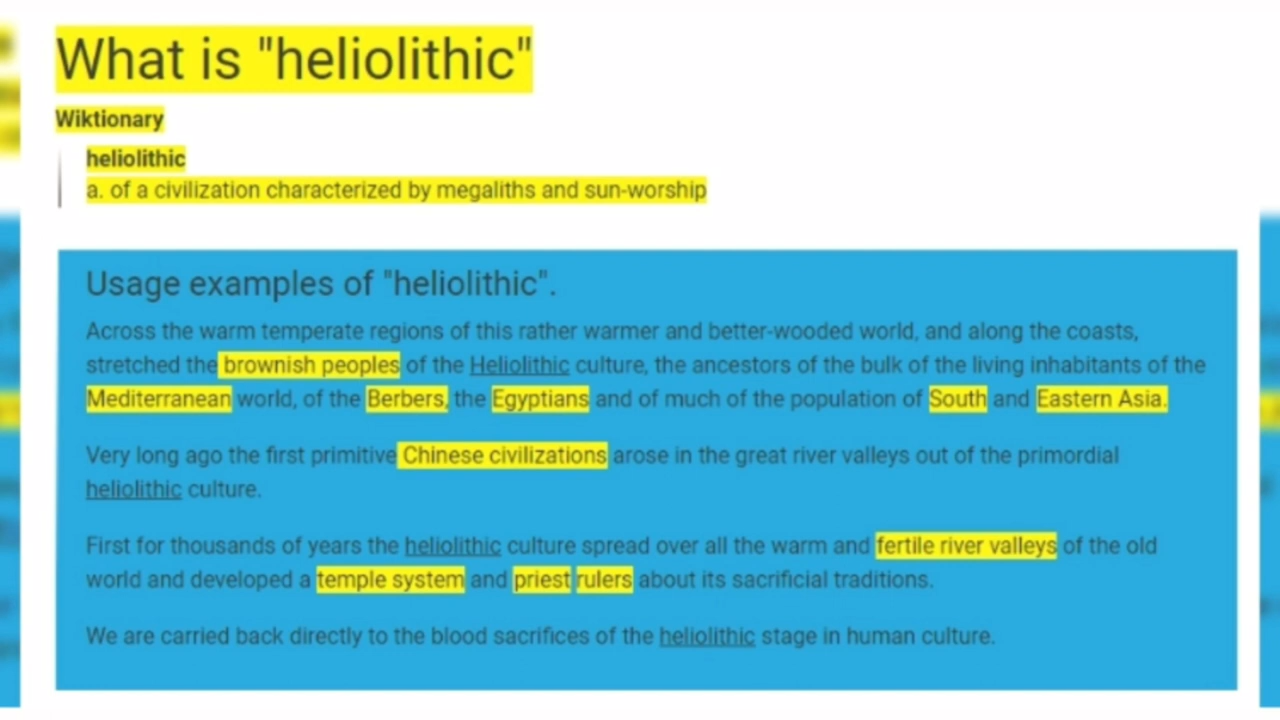 What is "heliolithic"
Wiktionary
heliolithic
a. of a civilization characterized by megaliths and sun-worship
Usage examples of "heliolithic".
Across the warm temperate regions of this rather warmer and better-wooded world, and along the coasts,
stretched the brownish peoples of the Heliolithic culture, the ancestors of the bulk of the living inhabitants of the
Mediterranean world, of the Berbers, the Egyptians and of much of the population of South and Eastern Asia.
Very long ago the first primitive Chinese civilizations arose in the great river valleys out of the primordial
heliolithic culture.
First for thousands of years the heliolithic culture spread over all the warm and fertile river valleys of the old
world and developed a temple system and priest rulers about its sacrificial traditions.
We are carried back directly to the blood sacrifices of the heliolithic stage in human culture.